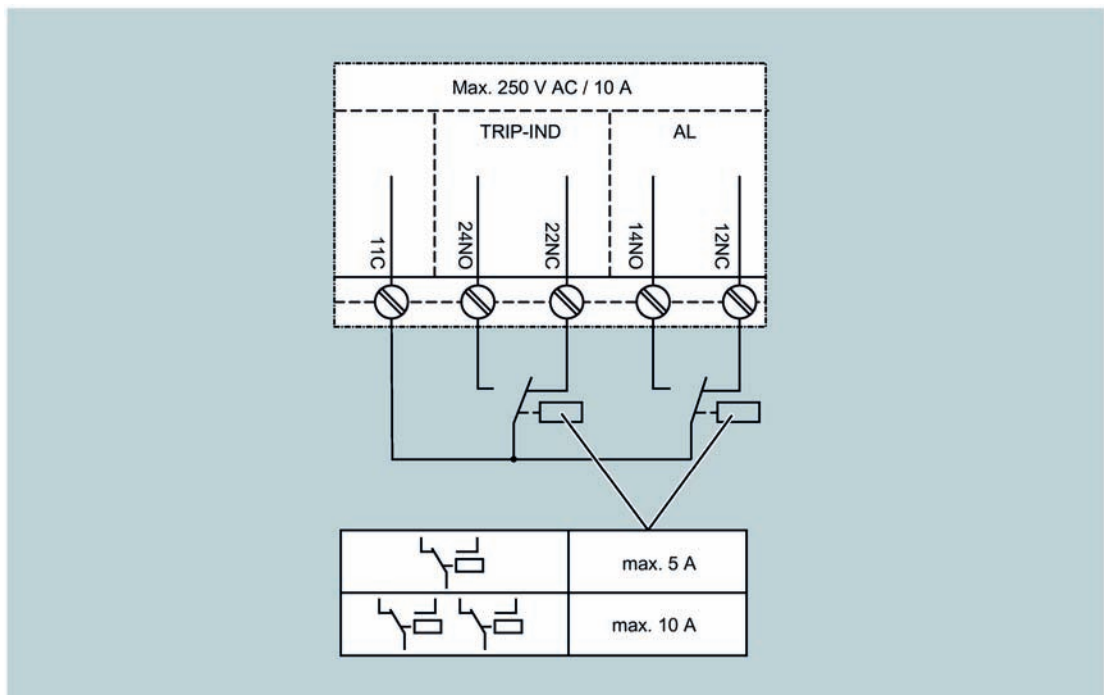 Max. 250 V AC / 10 A
TRIP-IND
AL
11C
24NO
22NC
14NO
12NC
max. 5 A
max. 10 A